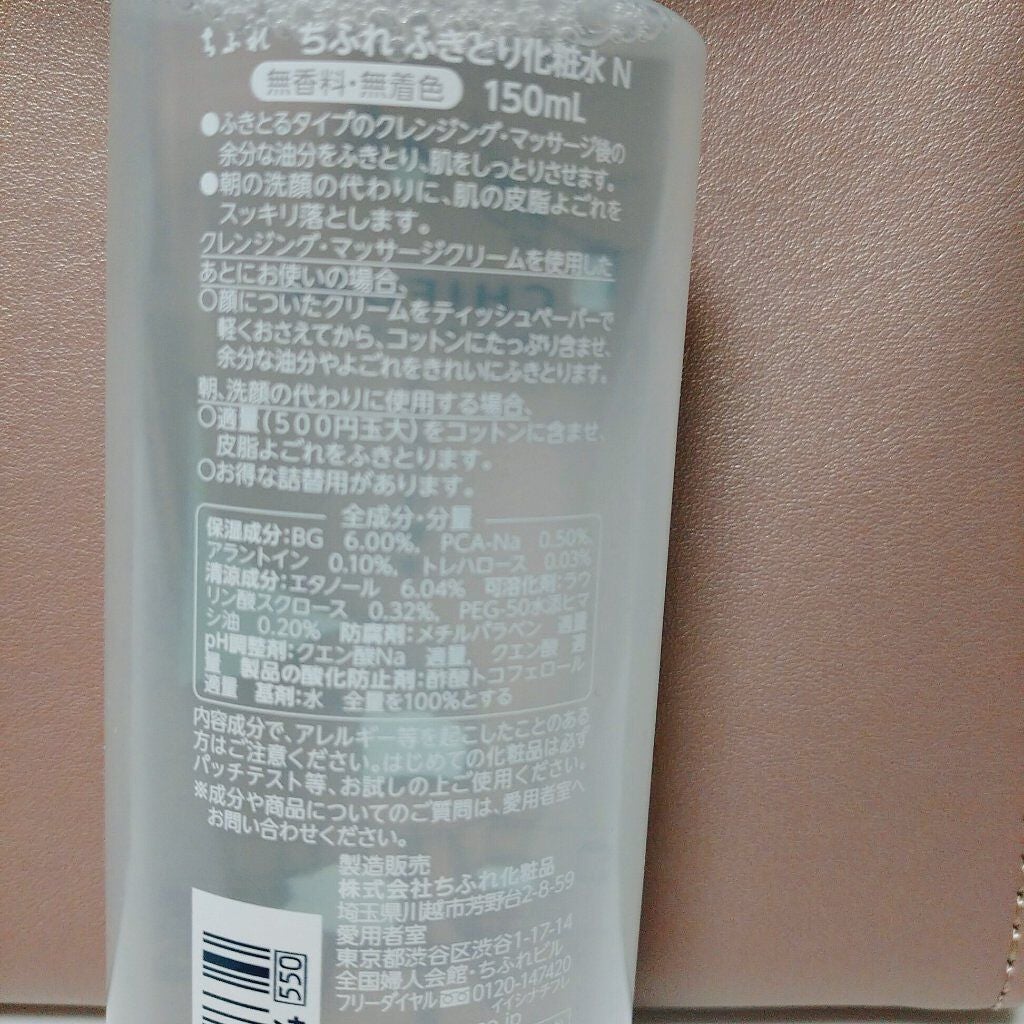 ちふれ ちふれ ふきとり化粧水 N
無香料・無着色 150mL
●ふきとるタイプのクレンジング・マッサージ後の
余分な油分をふきとり、肌をしっとりさせます。
●朝の洗顔の代わりに、肌の皮脂よごれを
スッキリ落とします。
クレンジング・マッサージクリームを使用した
あとにお使いの場合、
○顔についたクリームをティッシュペーパーで
軽くおさえてから、コットンにたっぷり含ませ、
余分な油分やよごれをきれいにふきとります。
朝、洗顔の代わりに使用する場合、
○適量(500円玉大)をコットンに含ませ、
皮脂よごれをふきとります。
○お得な詰替用があります。
全成分・分量
保湿成分:BG 6.00%、 PCA-Na 0.50%、
アラントイン 0.10%、 トレハロース 0.03%
清涼成分:エタノール 6.04% 可溶化剤:ラウ
リン酸スクロース 0.32%、 PEG-50水添ヒマ
シ油 0.20% 防腐剤:メチルパラベン 適量
pH調整剤:クエン酸Na 適量、 クエン酸 適
量 製品の酸化防止剤:酢酸トコフェロール
適量 基剤:水 全量を100%とする
内容成分で、アレルギー等を起こしたことのある
方はご注意ください。はじめての化粧品は必ず
パッチテスト等、お試しの上ご使用ください。
※成分や商品についてのご質問は、愛用者室へ
お問い合わせください。
製造販売
株式会社ちふれ化粧品
埼玉県川越市芳野台2-8-59
愛用者室
東京都渋谷区渋谷1-17-14
全国婦人会館・ちふれビル
フリーダイヤル 0120-147420
イイシナチフレ
550